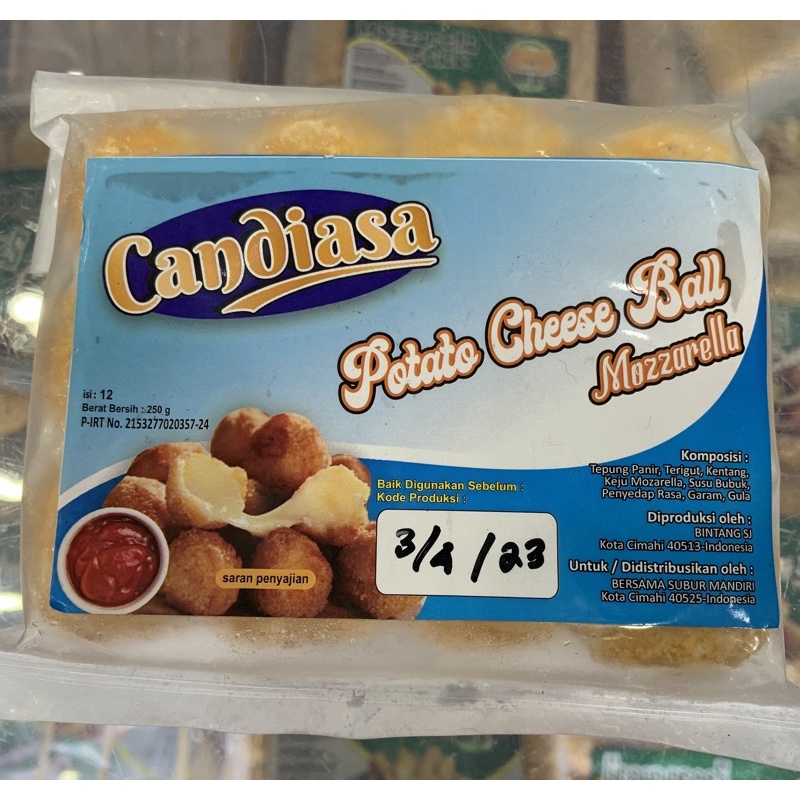 Candiasa
Potato Cheese Ball
Mozzarella
isi : 12
Berat Bersih : 250 g
P-IRT No. 2153277020357-24
saran penyajian
Baik Digunakan Sebelum :
Kode Produksi :
3/4/23
Komposisi :
Tepung Panir, Terigut, Kentang,
Keju Mozarella, Susu Bubuk,
Penyedap Rasa, Garam, Gula
Diproduksi oleh :
BINTANG SJ
Kota Cimahi 40513-Indonesia
Untuk / Didistribusikan oleh :
BERSAMA SUBUR MANDIRI
Kota Cimahi 40525-Indonesia